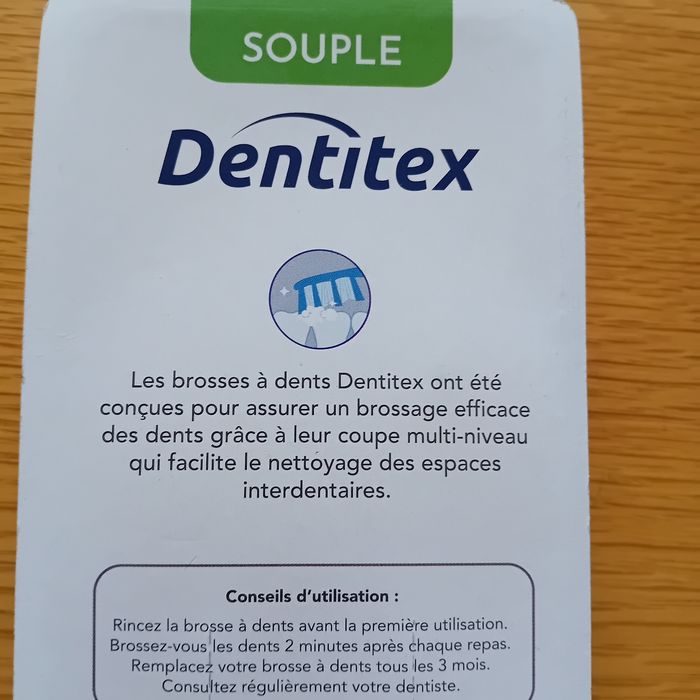 SOUPLE
Dentitex
Les brosses à dents Dentitex ont été
conçues pour assurer un brossage efficace
des dents grâce à leur coupe multi-niveau
qui facilite le nettoyage des espaces
interdentaires.
Conseils d'utilisation :
Rincez la brosse à dents avant la première utilisation.
Brossez-vous les dents 2 minutes après chaque repas.
Remplacez votre brosse à dents tous les 3 mois.
Consultez régulièrement votre dentiste.